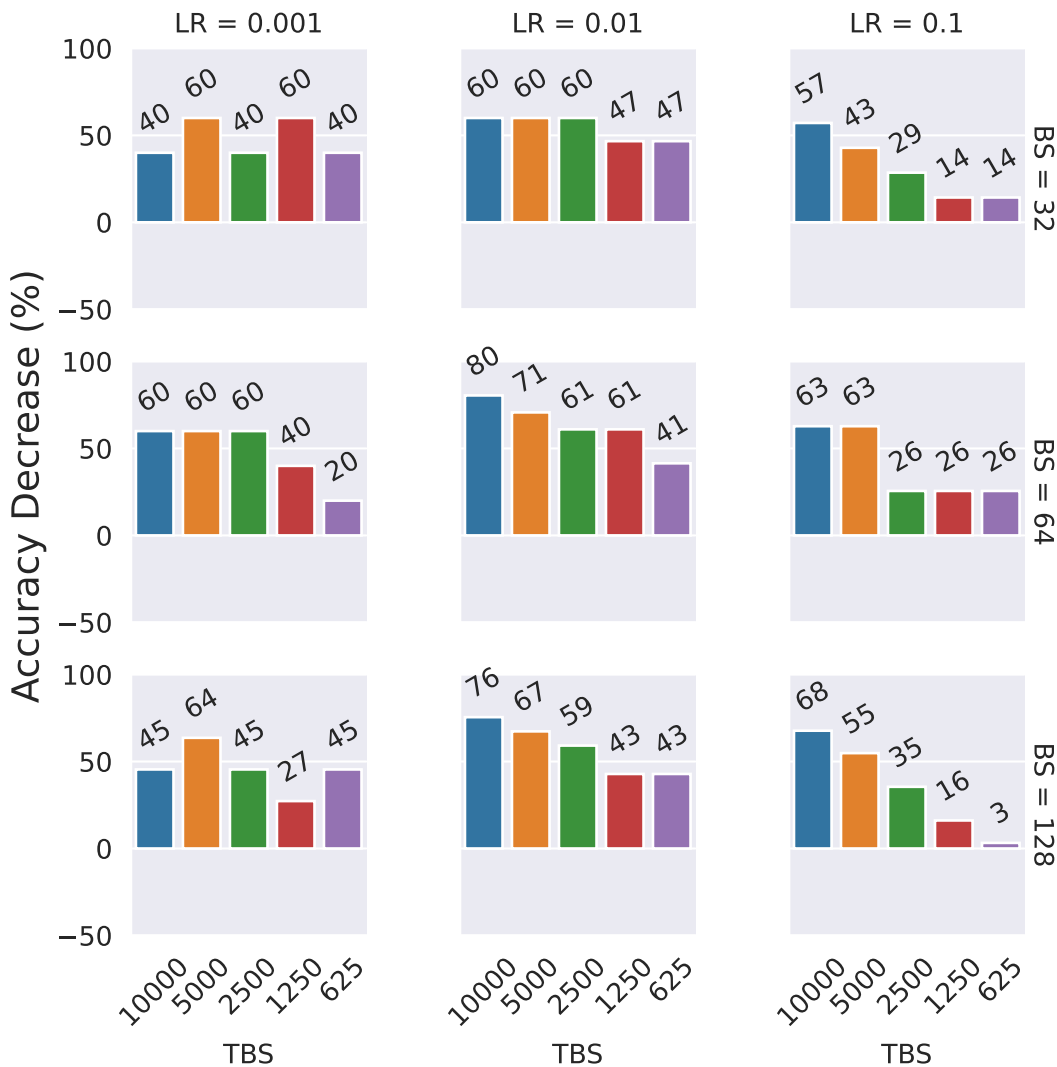 LR = 0.001 LR = 0.01 LR = 0.1
Accuracy Decrease (%)
100
50
0
−50
40 60 40 60 40
60 60 60 47 47
57 43 29 14 14
BS = 32
100
50
0
−50
60 60 60 40 20
80 71 61 61 41
63 63 26 26 26
BS = 64
100
50
0
−50
45 64 45 27 45
76 67 59 43 43
68 55 35 16 3
BS = 128
10000 5000 2500 1250 625
10000 5000 2500 1250 625
10000 5000 2500 1250 625
TBS TBS TBS